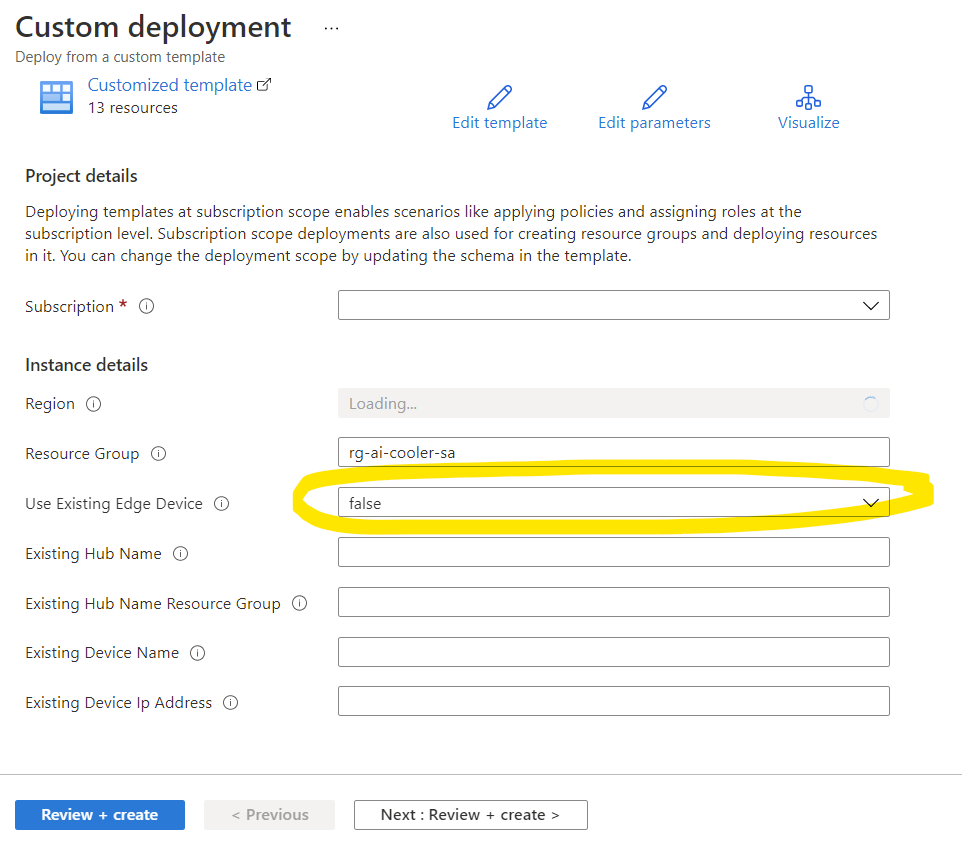 Custom deployment ...
Deploy from a custom template
Customized template
13 resources
Edit template
Edit parameters
Visualize
Project details
Deploying templates at subscription scope enables scenarios like applying policies and assigning roles at the
subscription level. Subscription scope deployments are also used for creating resource groups and deploying resources
in it. You can change the deployment scope by updating the schema in the template.
Subscription *
Instance details
Region Loading...
Resource Group rg-ai-cooler-sa
Use Existing Edge Device false
Existing Hub Name
Existing Hub Name Resource Group
Existing Device Name
Existing Device Ip Address
Review + create < Previous Next : Review + create >